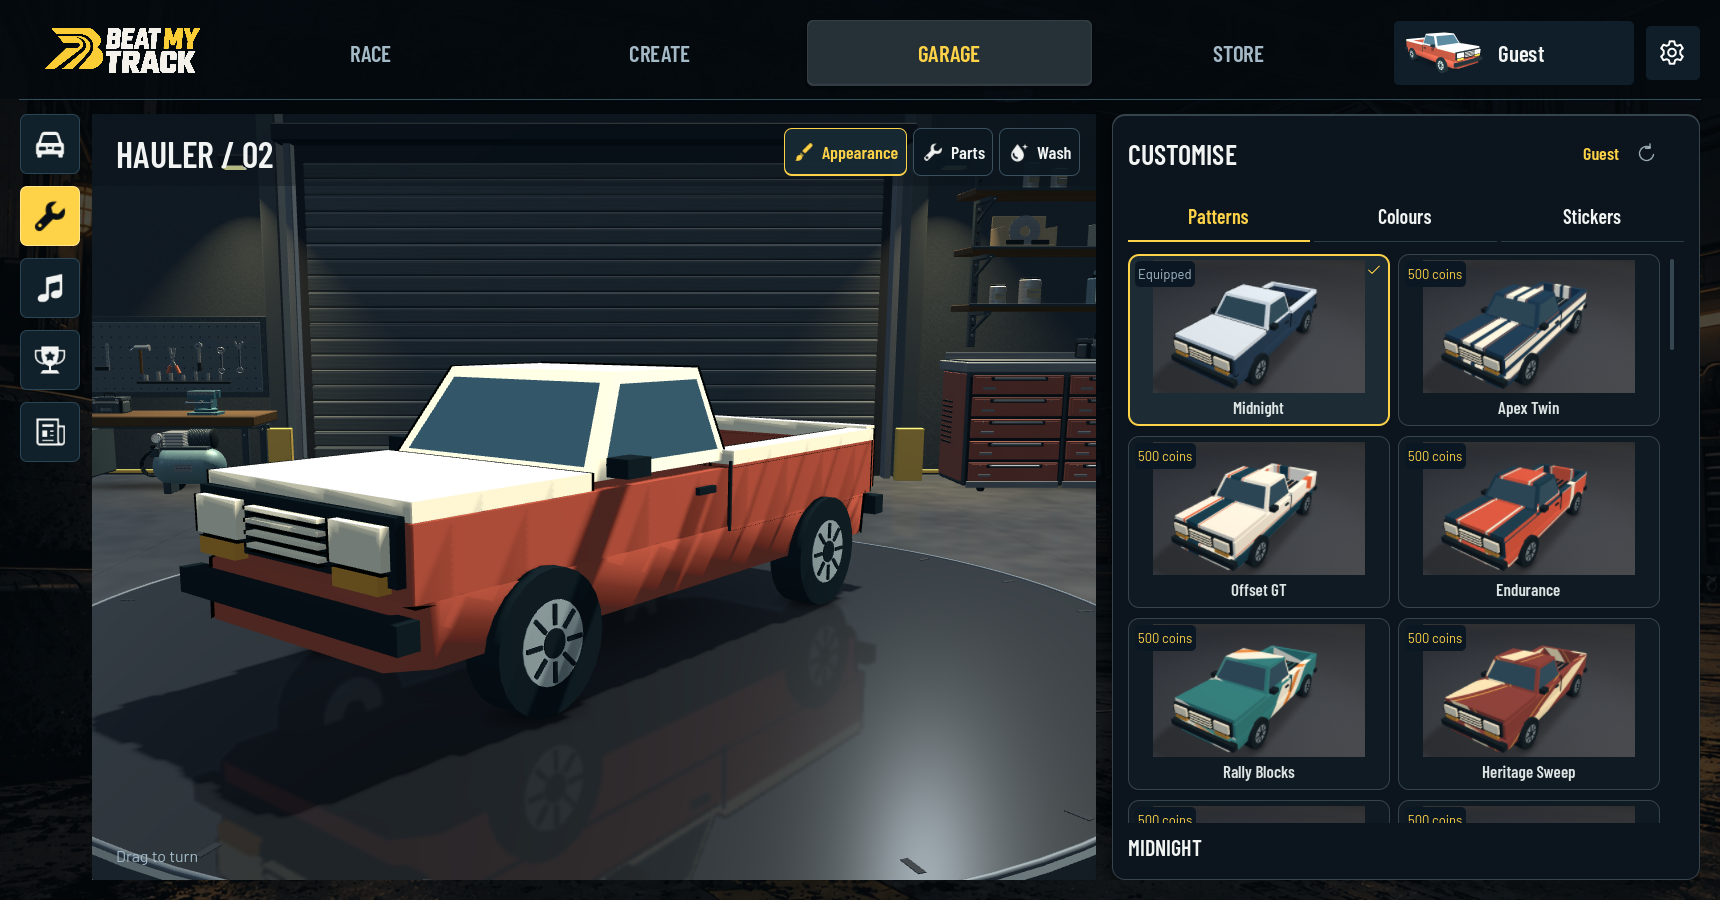 BEAT MY
TRACK
RACE
CREATE
GARAGE
STORE
Guest
HAULER / 02
Appearance
Parts
Wash
Drag to turn
CUSTOMISE
Guest
Patterns
Colours
Stickers
Equipped
Midnight
500 coins
Apex Twin
500 coins
Offset GT
500 coins
Endurance
500 coins
Rally Blocks
500 coins
Heritage Sweep
500 coins
500 coins
MIDNIGHT